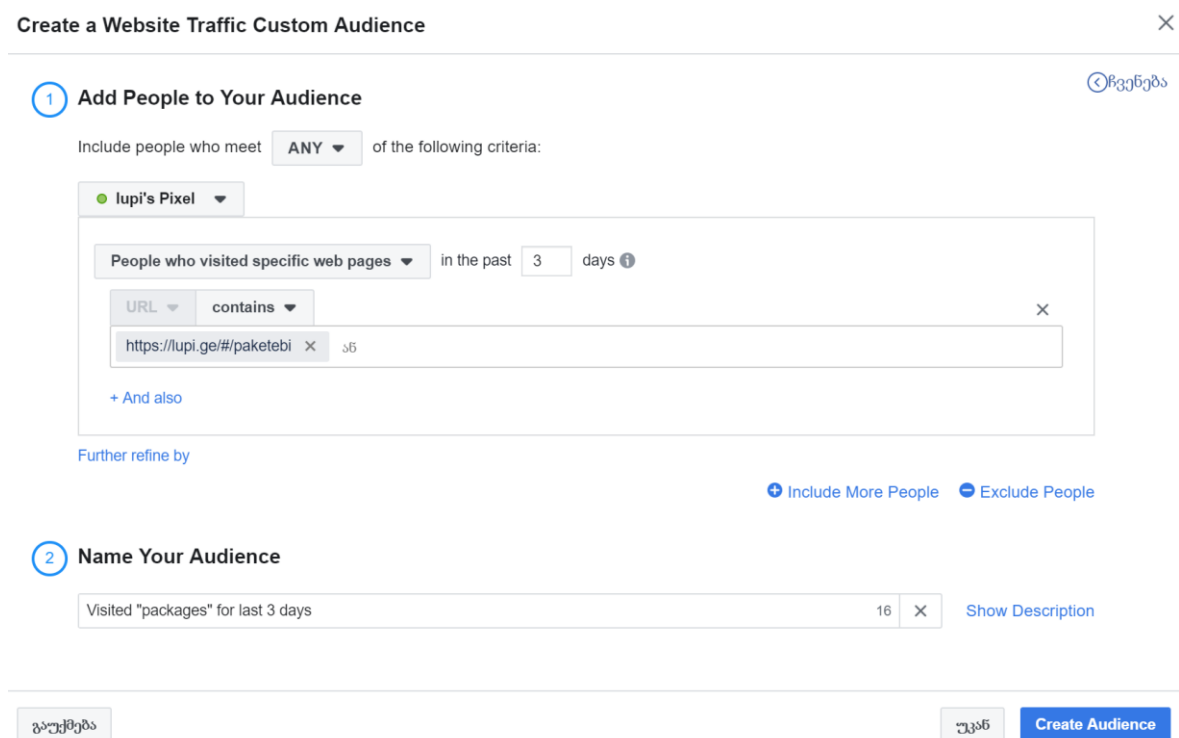 Create a Website Traffic Custom Audience
ჩვენება
1 Add People to Your Audience
Include people who meet ANY of the following criteria:
lupi's Pixel
People who visited specific web pages in the past 3 days
URL contains
https://lupi.ge/#/paketebi ან
+ And also
Further refine by
Include More People Exclude People
2 Name Your Audience
Visited "packages" for last 3 days 16 Show Description
გაუქმება უკან Create Audience